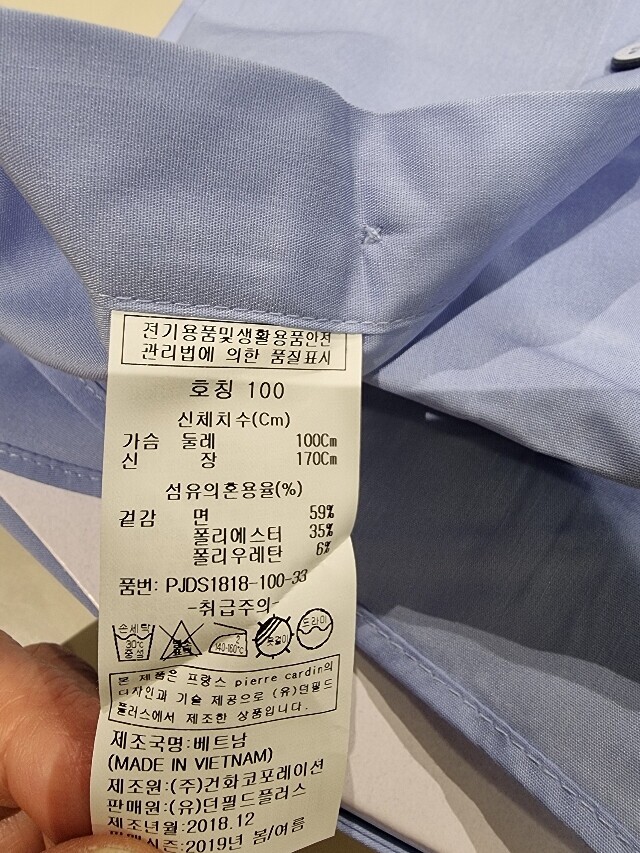 전기용품및생활용품안전
관리법에 의한 품질표시
호칭 100
신체치수(Cm)
가슴 둘레 100Cm
신 장 170Cm
섬유의혼용율(%)
겉감 면 59%
폴리에스터 35%
폴리우레탄 6%
품번: PJDS1818-100-33
-취급주의-
손세탁 30℃ 중성
2 140-160℃
옷걸이
드라이
본 제품은 프랑스 pierre cardin의
디자인과 기술 제공으로 (유)던필드
플러스에서 제조한 상품입니다.
제조국명:베트남
(MADE IN VIETNAM)
제조원:(주)건화코포레이션
판매원:(유)던필드플러스
제조년월:2018.12
판매시즌:2019년 봄/여름